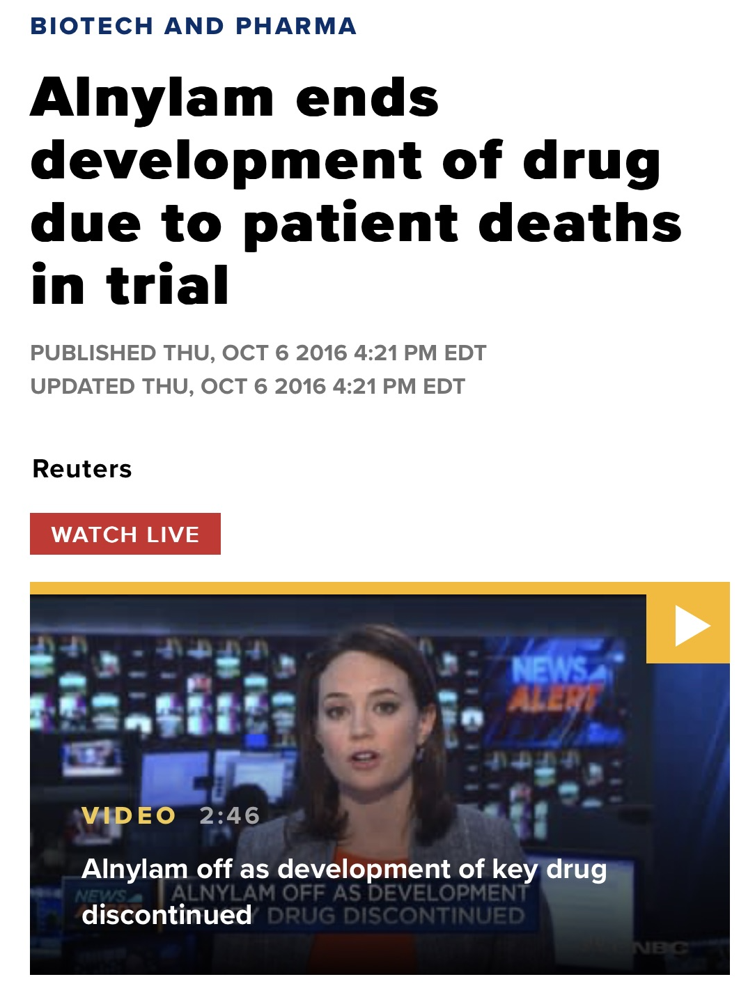 BIOTECH AND PHARMA
Alnylam ends
development of drug
due to patient deaths
in trial
PUBLISHED THU, OCT 6 2016 4:21 PM EDT
UPDATED THU, OCT 6 2016 4:21 PM EDT
Reuters
WATCH LIVE
NEWS
ALERT
VIDEO 2:46
Alnylam off as development of key drug
discontinued
NEWS
ALNYLAM OFF AS DEVELOPMENT
DRUG DISCONTINUED
NBC